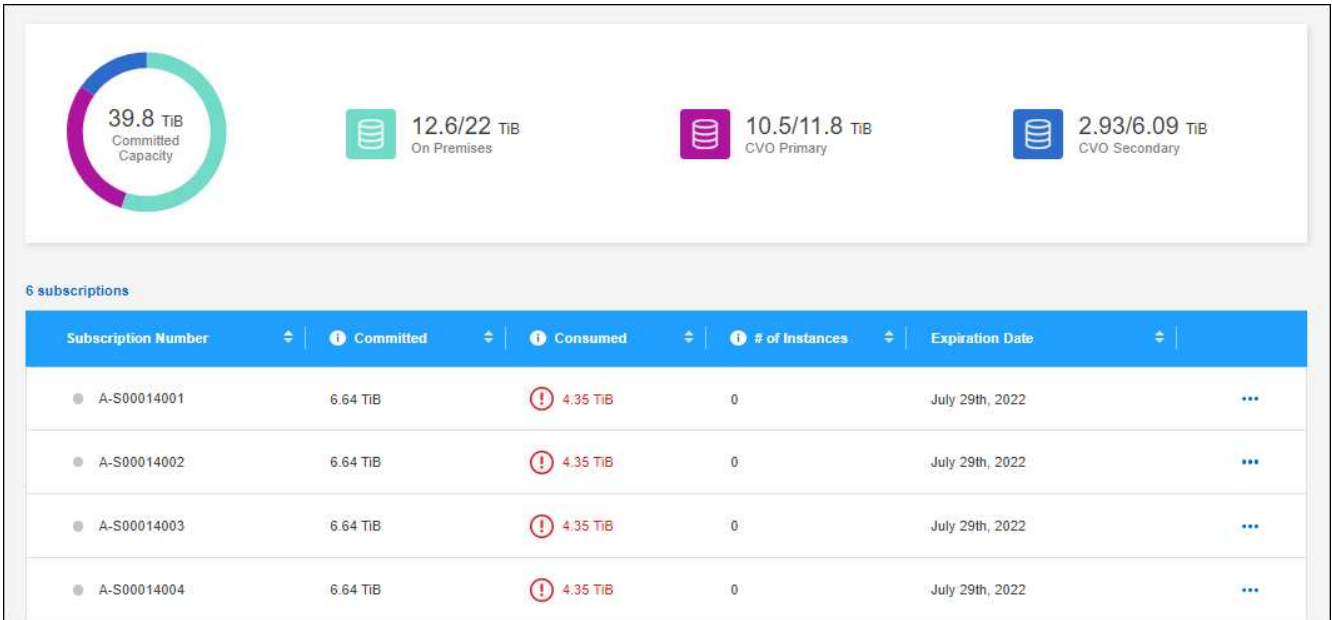 39.8 TiB
Committed
Capacity
12.6/22 TiB
On Premises
10.5/11.8 TiB
CVO Primary
2.93/6.09 TiB
CVO Secondary
6 subscriptions
Subscription Number Committed Consumed # of Instances Expiration Date
A-S00014001 6.64 TiB 4.35 TiB 0 July 29th, 2022
A-S00014002 6.64 TiB 4.35 TiB 0 July 29th, 2022
A-S00014003 6.64 TiB 4.35 TiB 0 July 29th, 2022
A-S00014004 6.64 TiB 4.35 TiB 0 July 29th, 2022